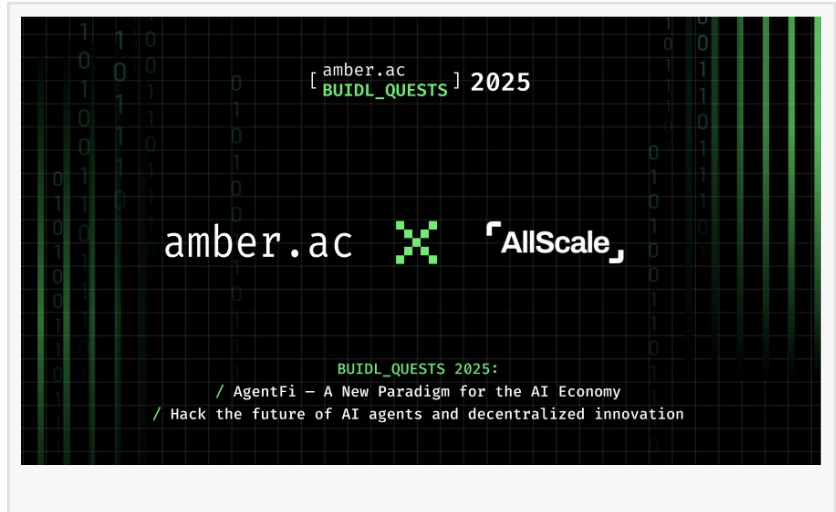 [ amber.ac
BUIDL_QUESTS ] 2025
amber.ac
AllScale
BUIDL_QUESTS 2025:
/ AgentFi — A New Paradigm for the AI Economy
/ Hack the future of AI agents and decentralized innovation